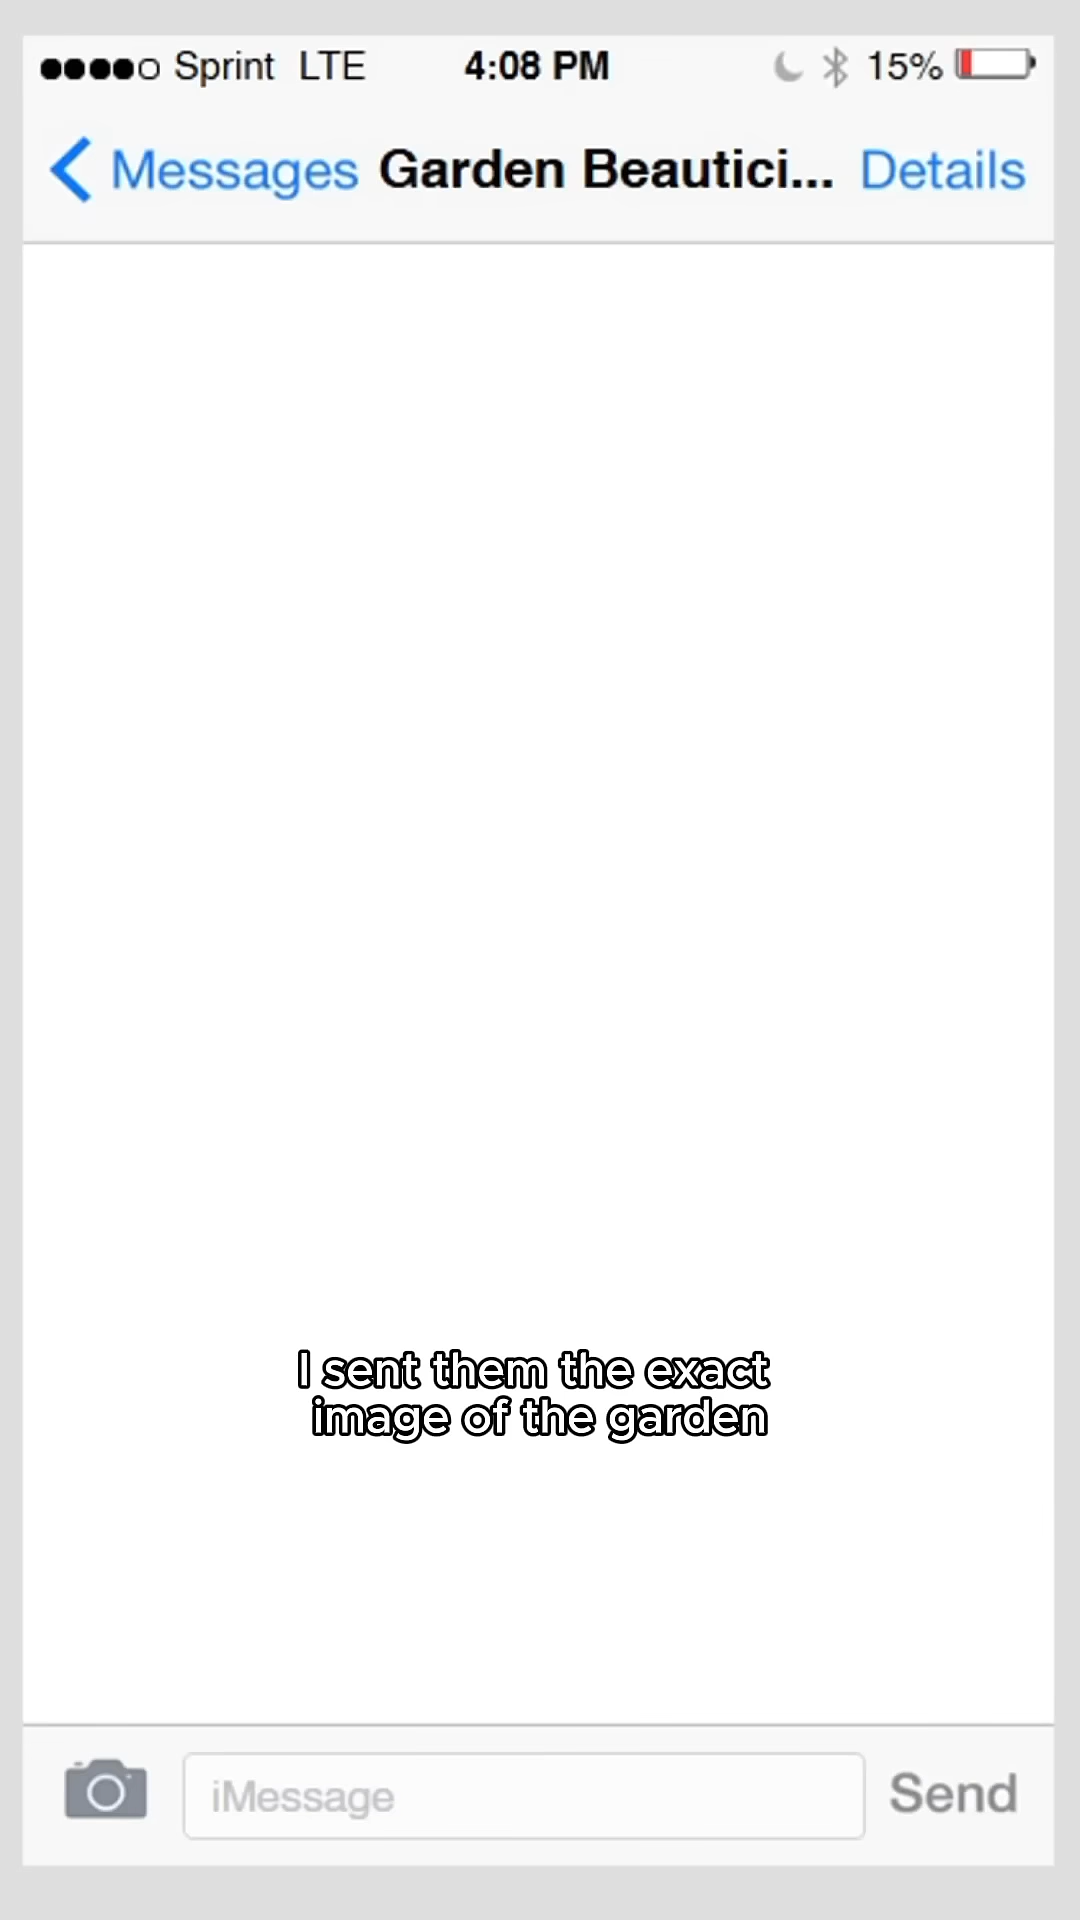 Sprint LTE 4:08 PM 15%
Messages Garden Beautici... Details
I sent them the exact
image of the garden
iMessage Send